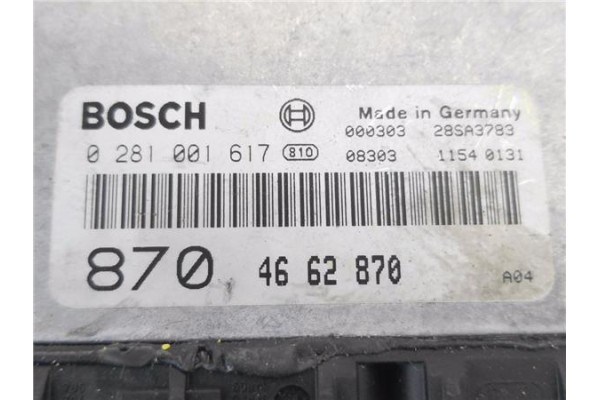 BOSCH Made in Germany
000303 28SA3783
0 281 001 617 810 08303 1154 0131
870 46 62 870 A04